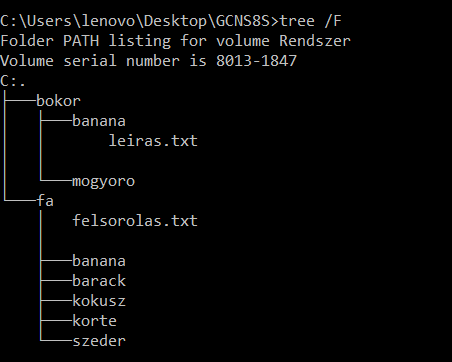 C:\Users\lenovo\Desktop\GCNS8S>tree /F
Folder PATH listing for volume Rendszer
Volume serial number is 8013-1847
C:.
├───bokor
│   ├───banana
│   │       leiras.txt
│   │
│   └───mogyoro
└───fa
    │   felsorolas.txt
    │
    ├───banana
    ├───barack
    ├───kokusz
    ├───korte
    └───szeder